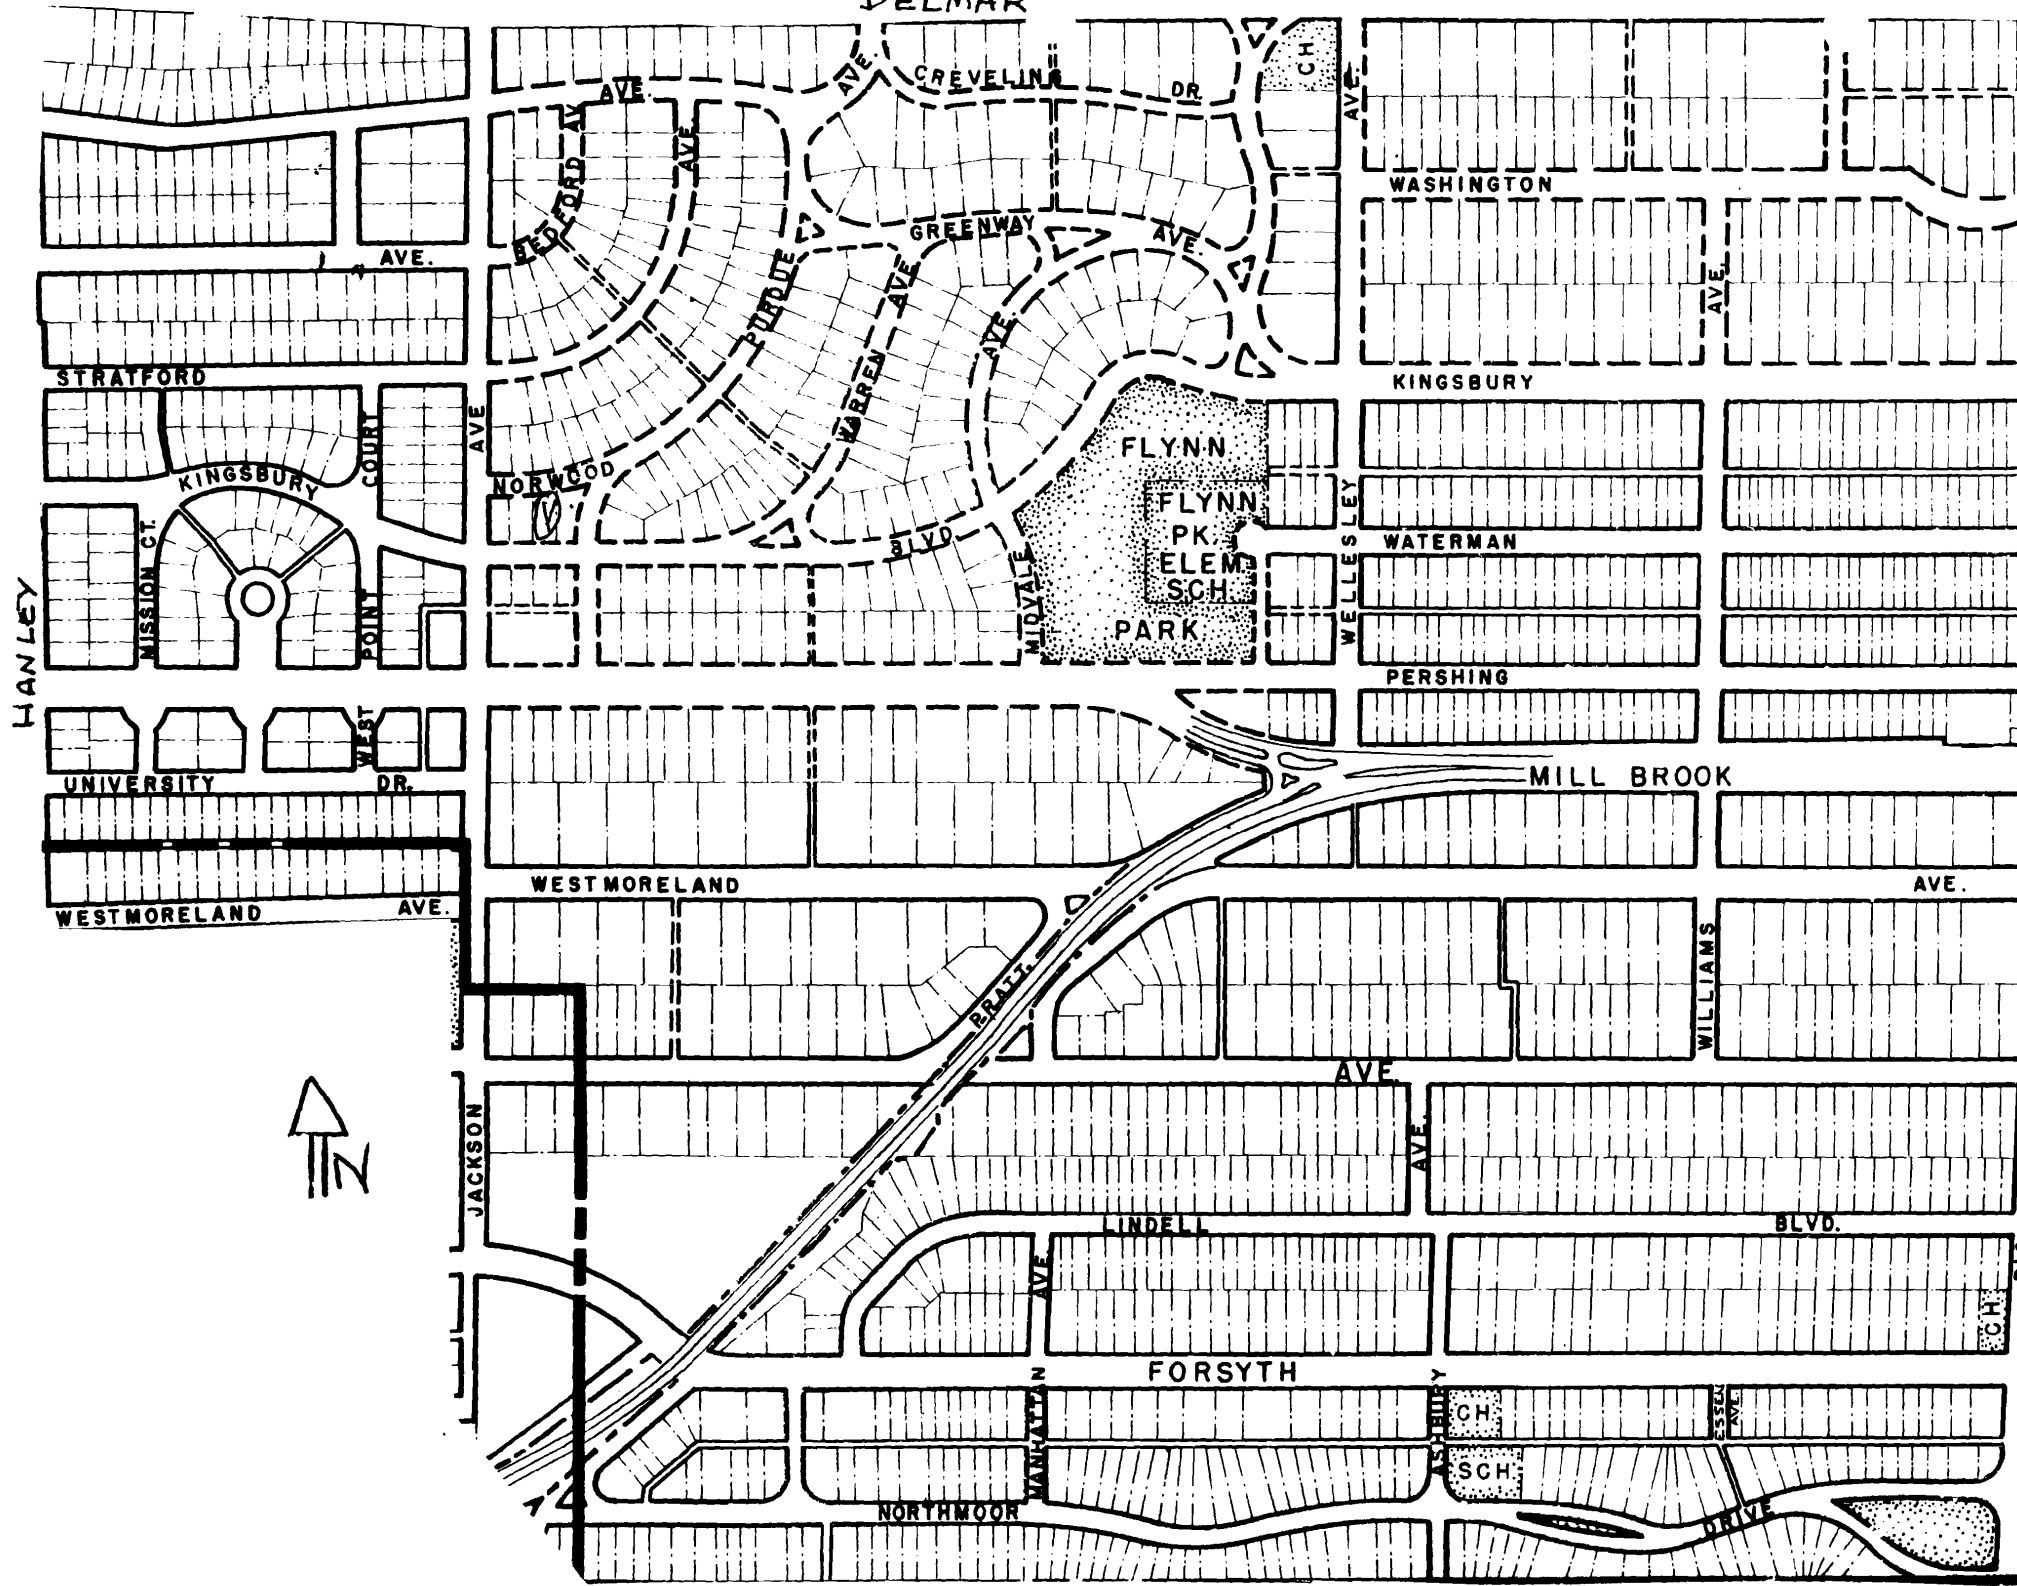 DELMAR
AVE.
CREVELING
DR.
CH
AVE.
AVE.
BEDFORD AV
AVE
WASHINGTON
GREENWAY
AVE.
AVE.
PURDUE
WARREN AVE
AVE.
AVE.
STRATFORD
KINGSBURY
COURT
AVE
KINGSBURY
NORWOOD
V
FLYNN
FLYNN
PK.
ELEM
SCH.
PARK
BLVD.
MIDVALE
WELLESLEY
WATERMAN
HANLEY
MISSION CT.
POINT
WEST
PERSHING
UNIVERSITY
DR.
MILL BROOK
WESTMORELAND
AVE.
WESTMORELAND
AVE.
PRATT
WILLIAMS
AVE.
N
JACKSON
AVE.
LINDELL
BLVD.
AVE
CH
FORSYTH
MANHATTAN
ASHBURY
CH
SCH.
ESSEX
AVE.
NORTHMOOR
DRIVE